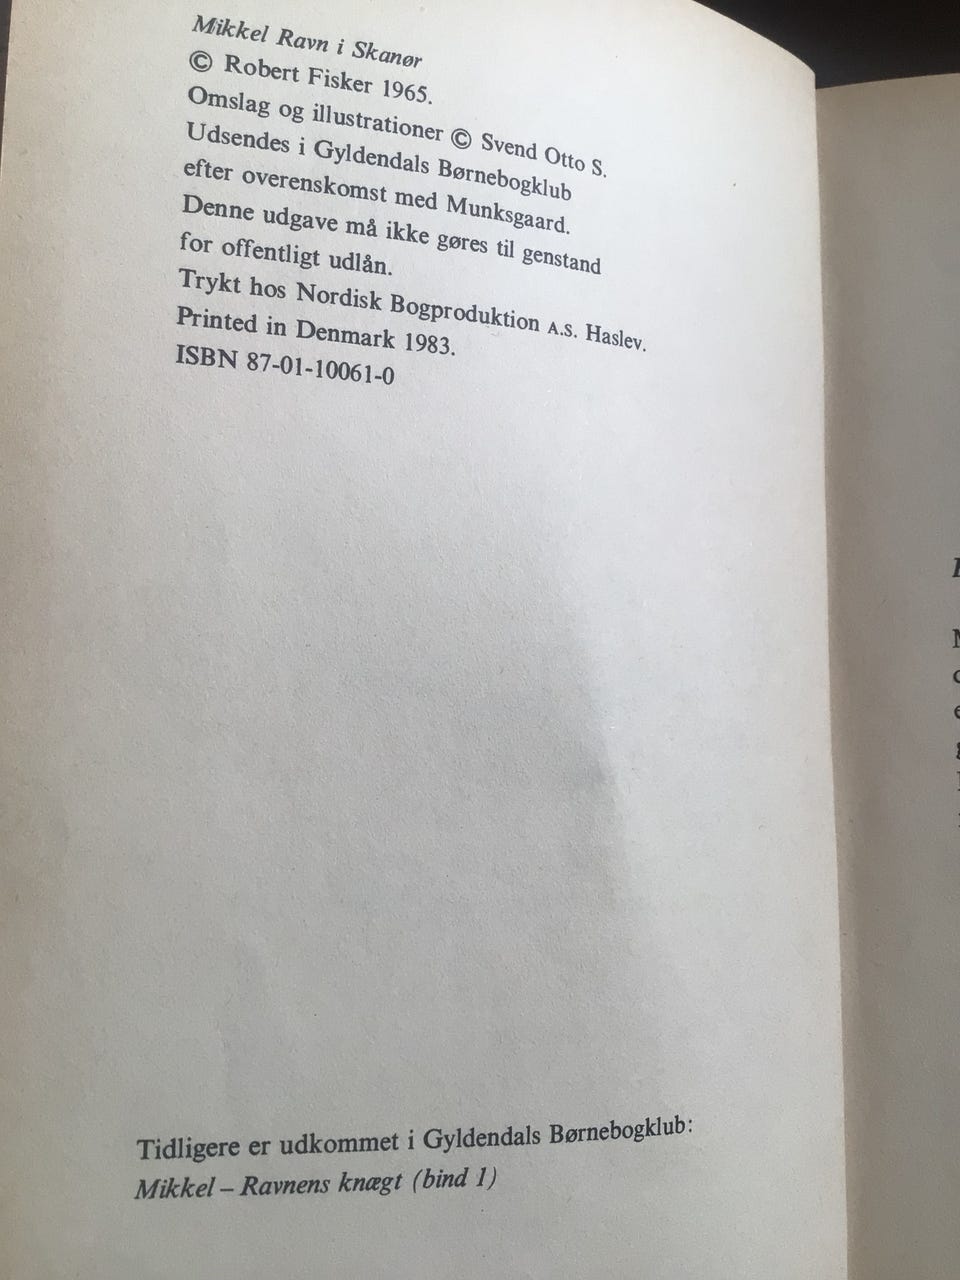 Mikkel Ravn i Skanør
© Robert Fisker 1965.
Omslag og illustrationer © Svend Otto S.
Udsendes i Gyldendals Børnebogklub
efter overenskomst med Munksgaard.
Denne udgave må ikke gøres til genstand
for offentligt udlån.
Trykt hos Nordisk Bogproduktion A.S. Haslev.
Printed in Denmark 1983.
ISBN 87-01-10061-0
Tidligere er udkommet i Gyldendals Børnebogklub:
Mikkel – Ravnens knægt (bind 1)